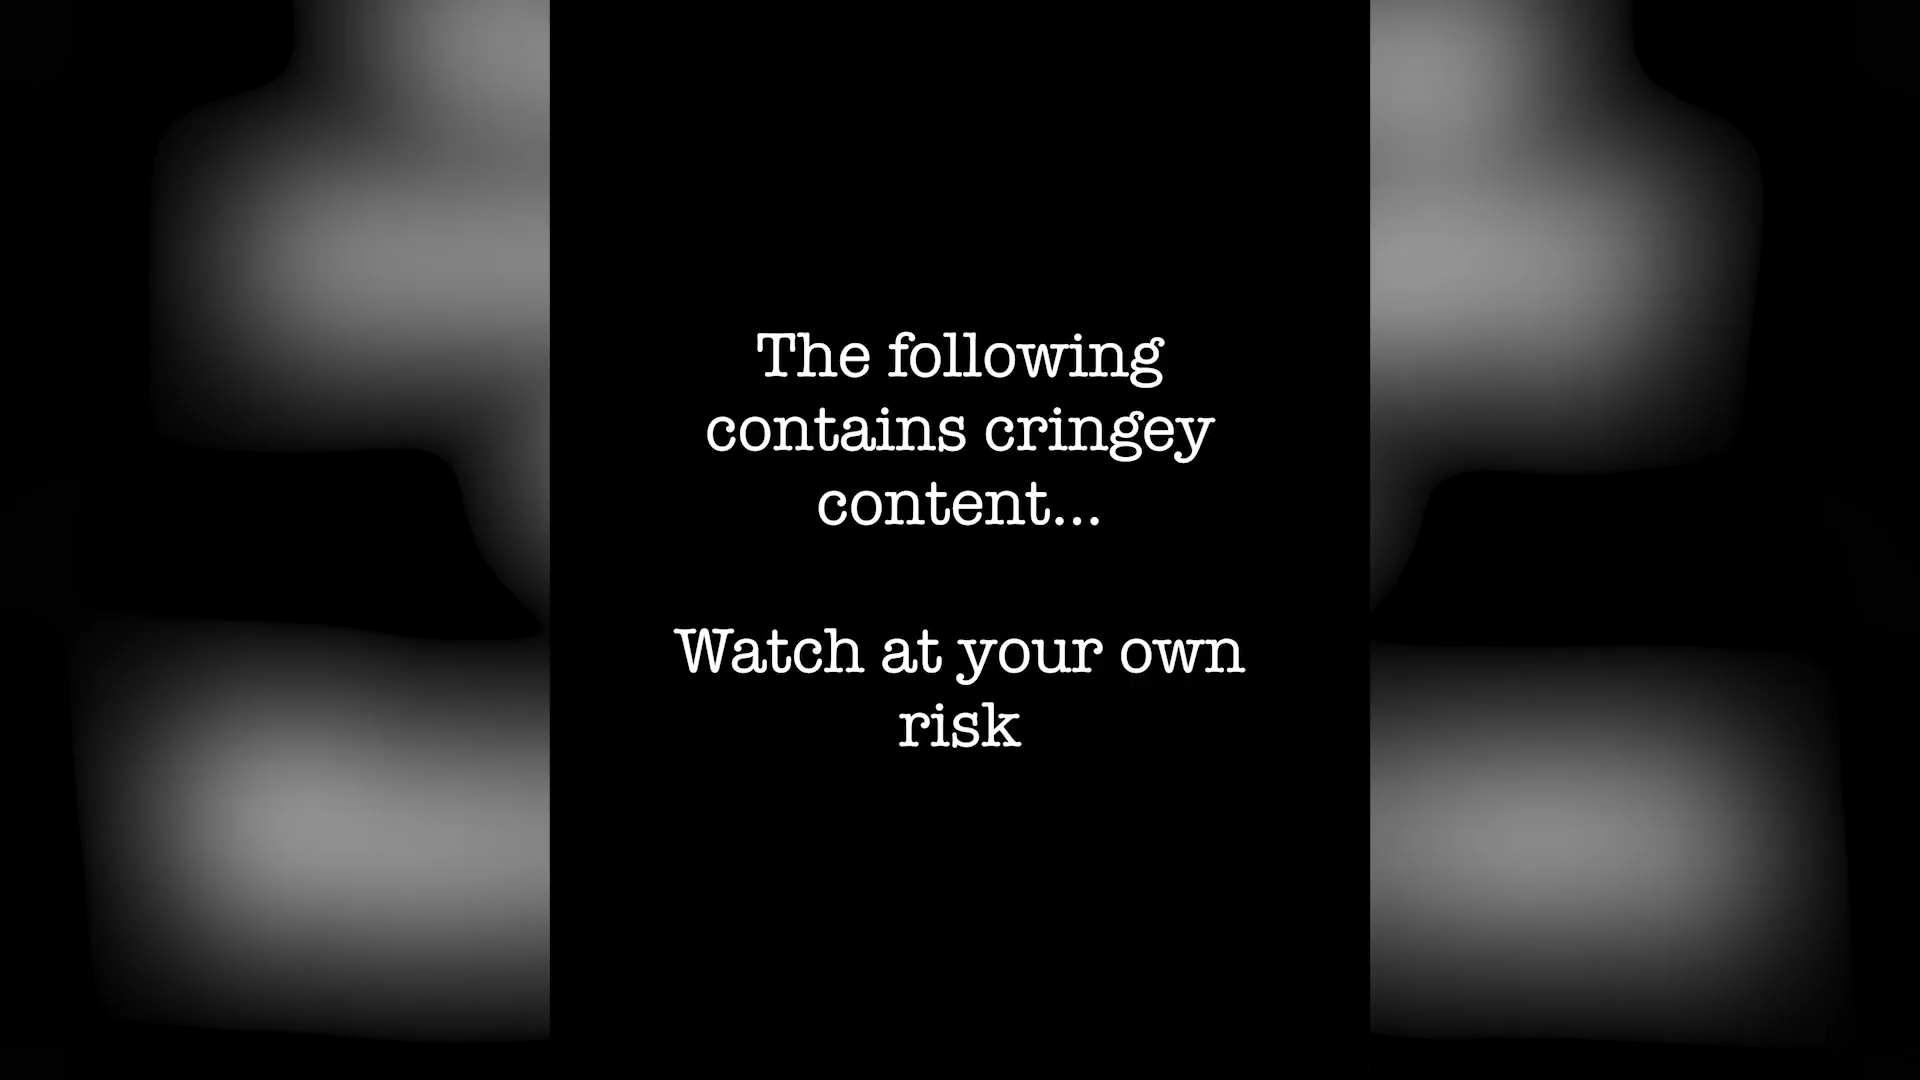 The following
contains cringey
content...
Watch at your own
risk